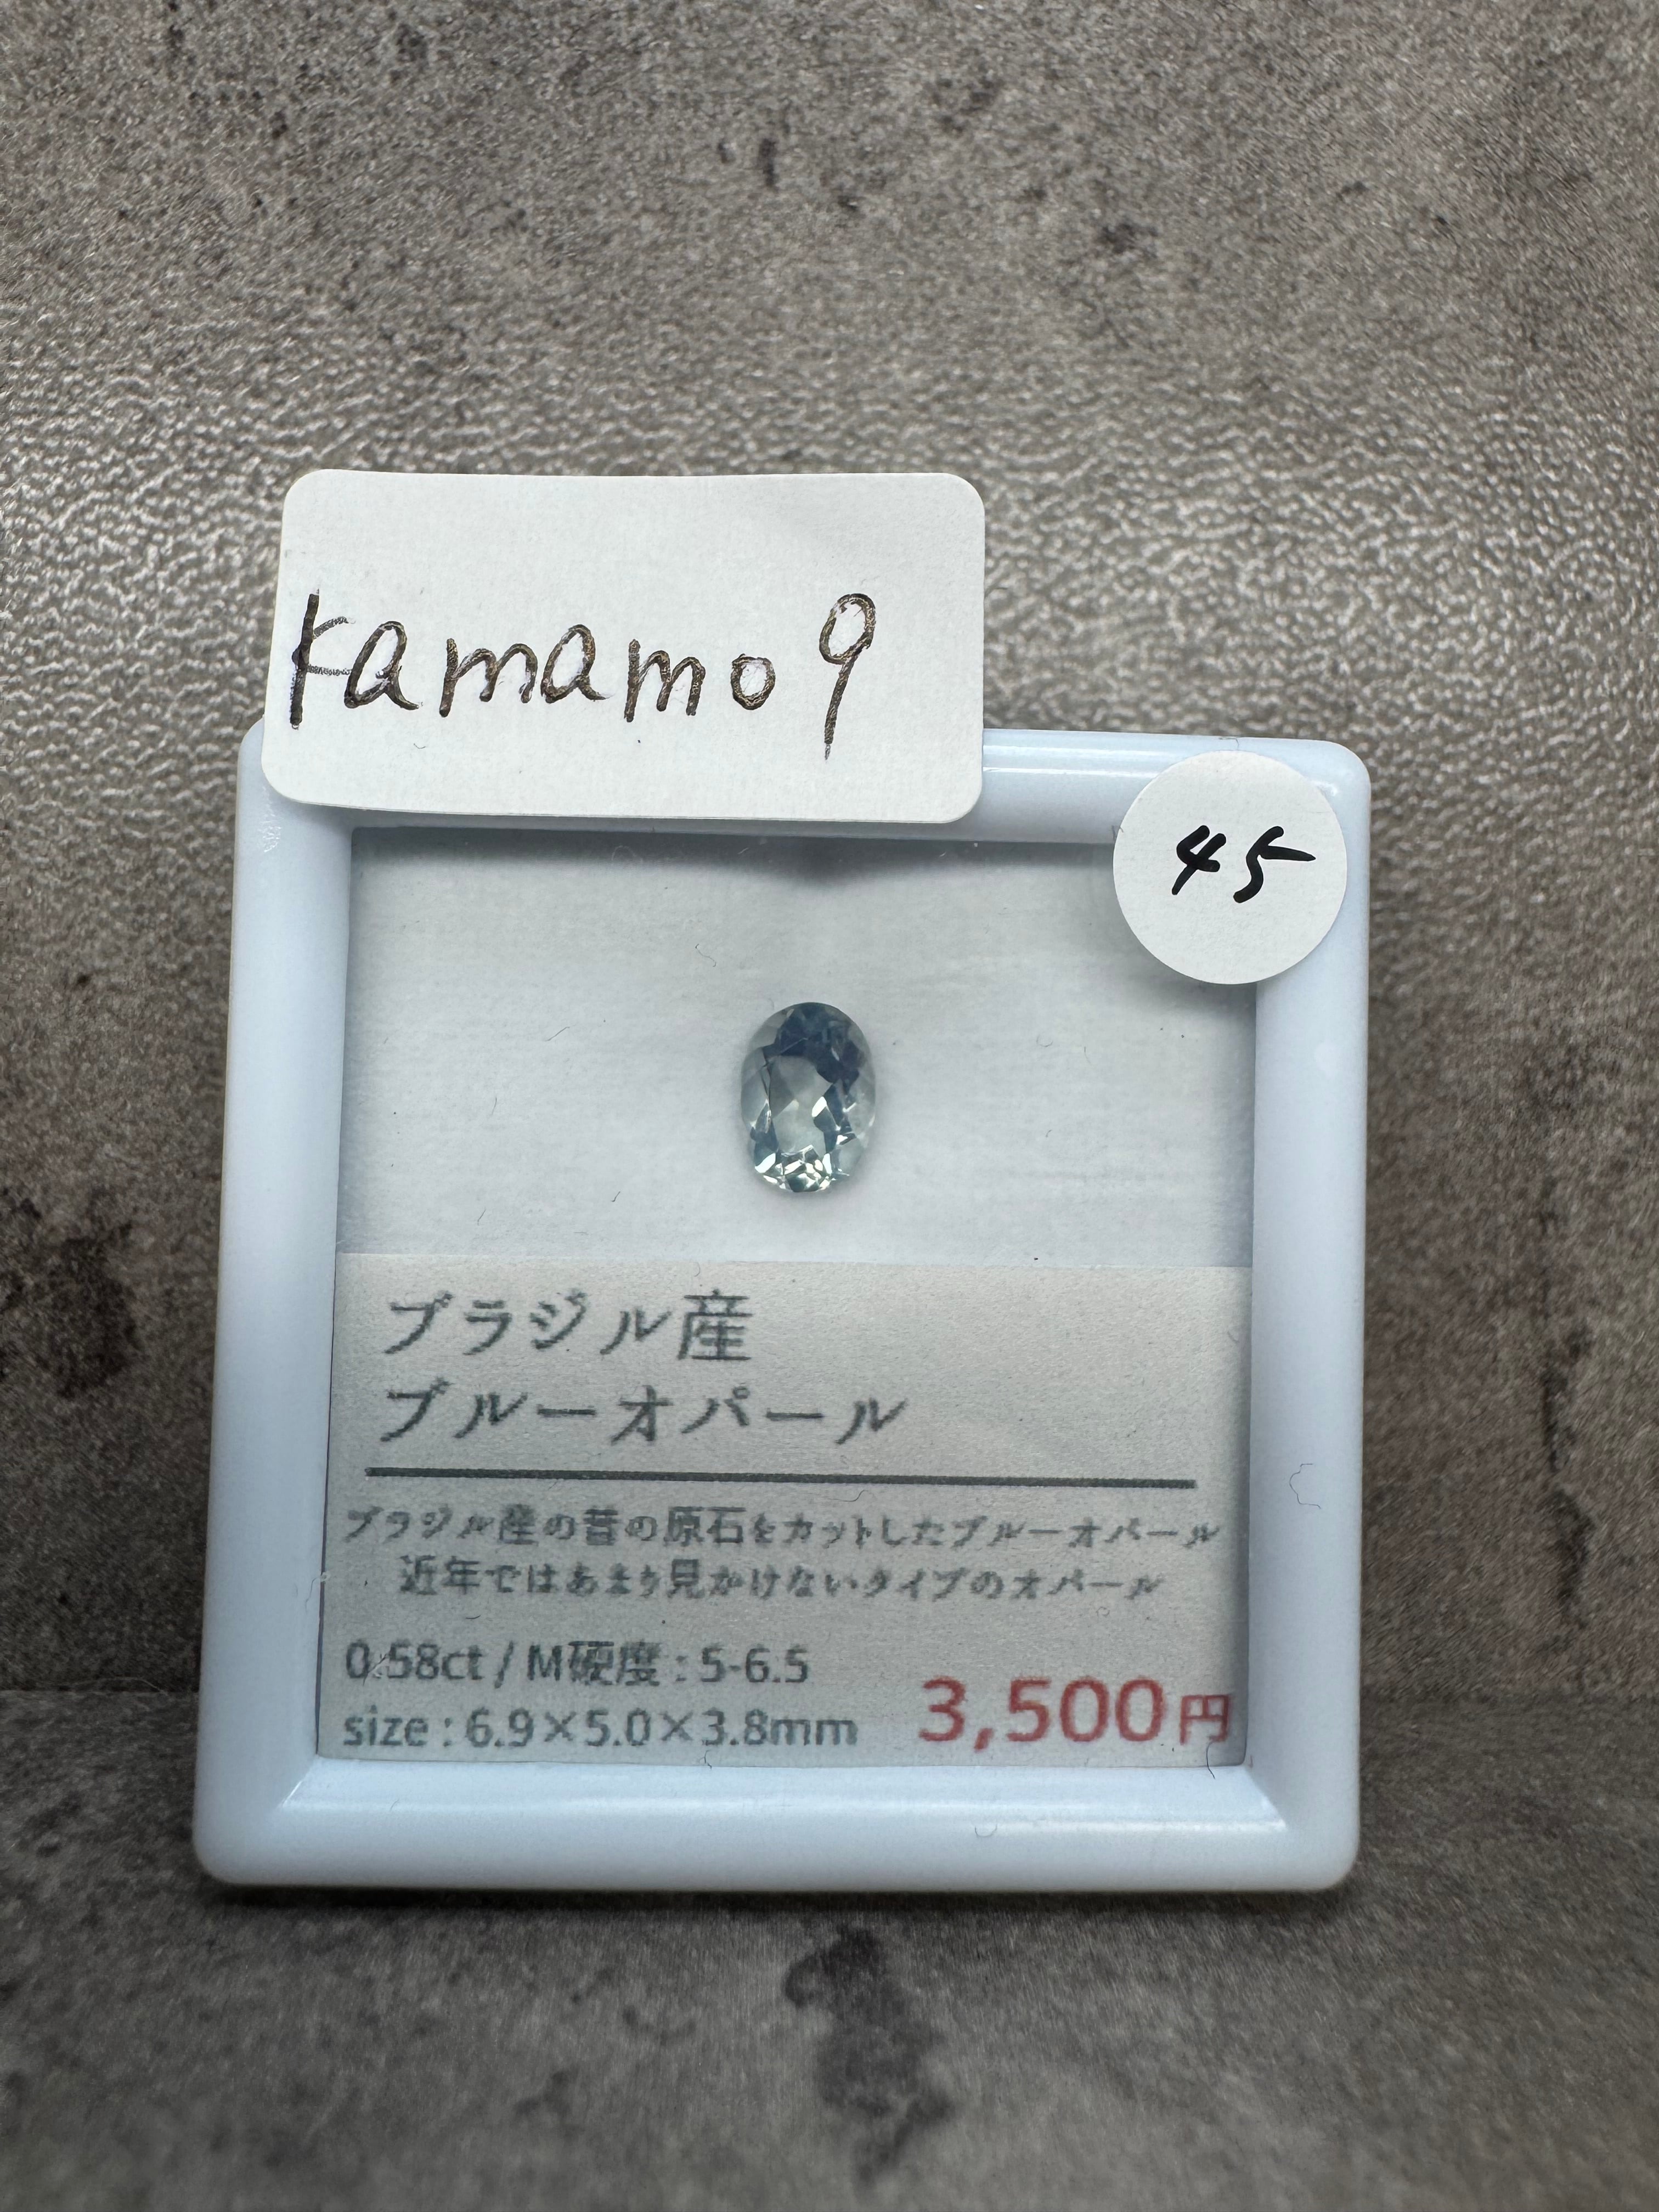 kamamo9
45
ブラジル産
ブルーオパール
ブラジル産の昔の原石をカットしたブルーオパール
近年ではあまり見かけないタイプのオパール
0.58ct / M硬度 : 5-6.5
size : 6.9×5.0×3.8mm
3,500円